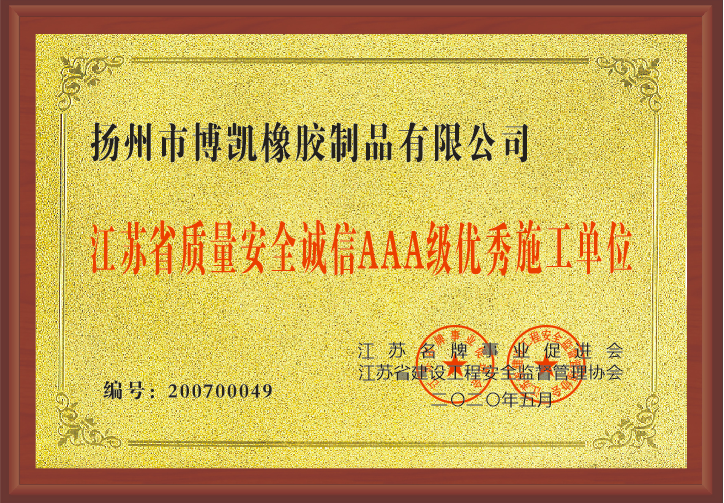 扬州市博凯橡胶制品有限公司
江苏省质量安全诚信AAA级优秀施工单位
江苏名牌事业促进会
江苏省建设工程安全监督管理协会
编号：200700049
二〇二〇年五月